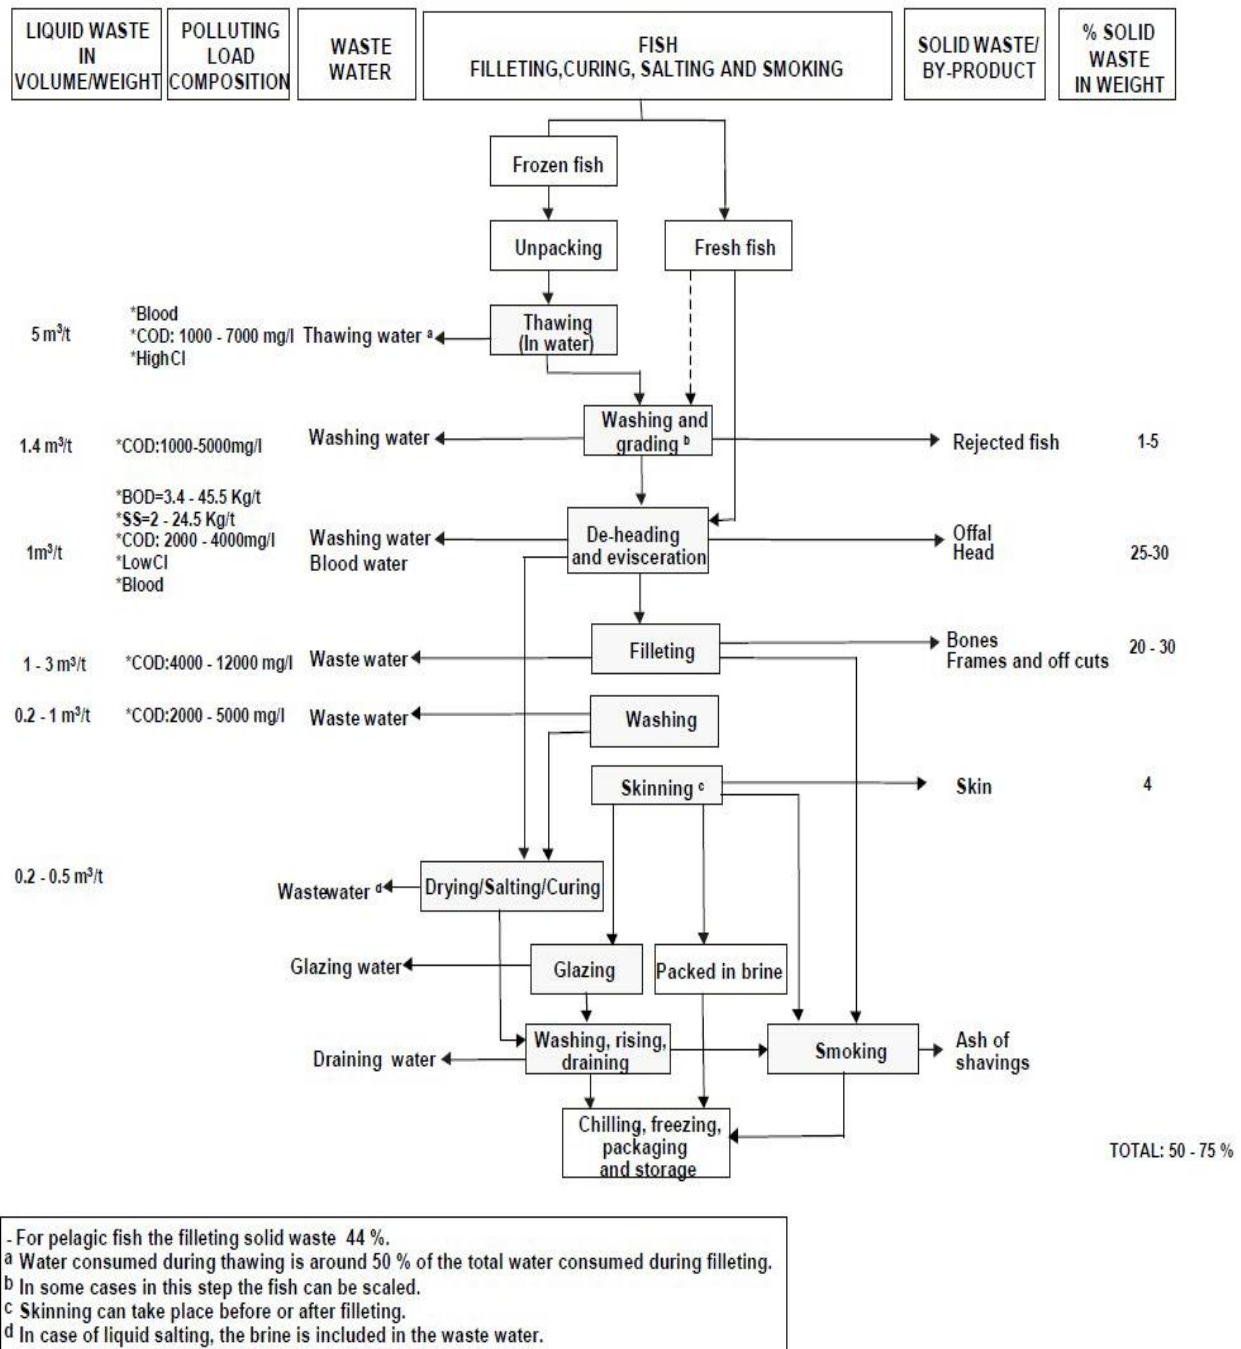 LIQUID WASTE
IN
VOLUME/WEIGHT
POLLUTING
LOAD
COMPOSITION
WASTE
WATER
FISH
FILLETING,CURING, SALTING AND SMOKING
SOLID WASTE/
BY-PRODUCT
% SOLID
WASTE
IN WEIGHT
Frozen fish
Unpacking
Fresh fish
5 m³/t
*Blood
*COD: 1000 - 7000 mg/l
*HighCl
Thawing water ᵃ
Thawing
(In water)
1.4 m³/t
*COD:1000-5000mg/l
Washing water
Washing and
grading ᵇ
Rejected fish
1-5
1m³/t
*BOD=3.4 - 45.5 Kg/t
*SS=2 - 24.5 Kg/t
*COD: 2000 - 4000mg/l
*LowCl
*Blood
Washing water
Blood water
De-heading
and evisceration
Offal
Head
25-30
1 - 3 m³/t
*COD:4000 - 12000 mg/l
Waste water
Filleting
Bones
Frames and off cuts
20 - 30
0.2 - 1 m³/t
*COD:2000 - 5000 mg/l
Waste water
Washing
Skinning ᶜ
Skin
4
0.2 - 0.5 m³/t
Wastewater ᵈ
Drying/Salting/Curing
Glazing water
Glazing
Packed in brine
Draining water
Washing, rising,
draining
Smoking
Ash of
shavings
Chilling, freezing,
packaging
and storage
TOTAL: 50 - 75 %
- For pelagic fish the filleting solid waste 44 %.
ᵃ Water consumed during thawing is around 50 % of the total water consumed during filleting.
ᵇ In some cases in this step the fish can be scaled.
ᶜ Skinning can take place before or after filleting.
ᵈ In case of liquid salting, the brine is included in the waste water.